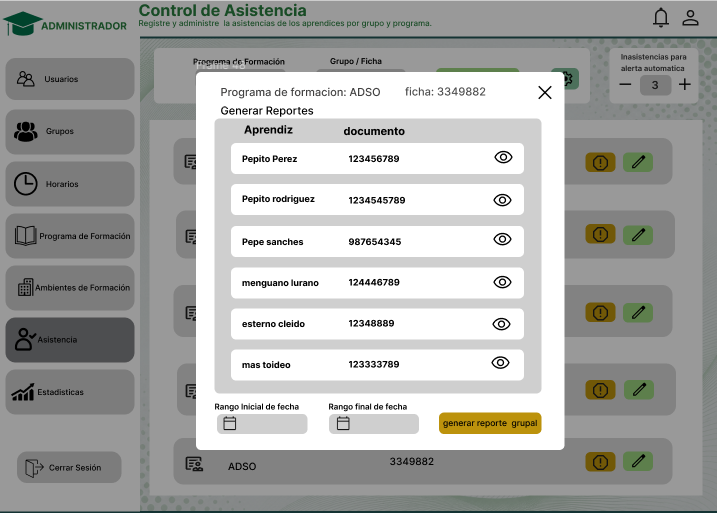 Control de Asistencia
ADMINISTRADOR
Registre y administre la asistencias de los aprendices por grupo y programa.
Programa de Formación
Grupo / Ficha
Inasistencias para
alerta automatica
3
Usuarios
Grupos
Horarios
Programa de Formación
Ambientes de Formación
Asistencia
Estadisticas
Cerrar Sesión
Programa de formacion: ADSO
ficha: 3349882
Generar Reportes
Aprendiz
documento
Pepito Perez
123456789
Pepito rodriguez
1234545789
Pepe sanches
987654345
menguano lurano
124446789
esterno cleido
12348889
mas toideo
123333789
Rango Inicial de fecha
Rango final de fecha
generar reporte grupal
ADSO
3349882